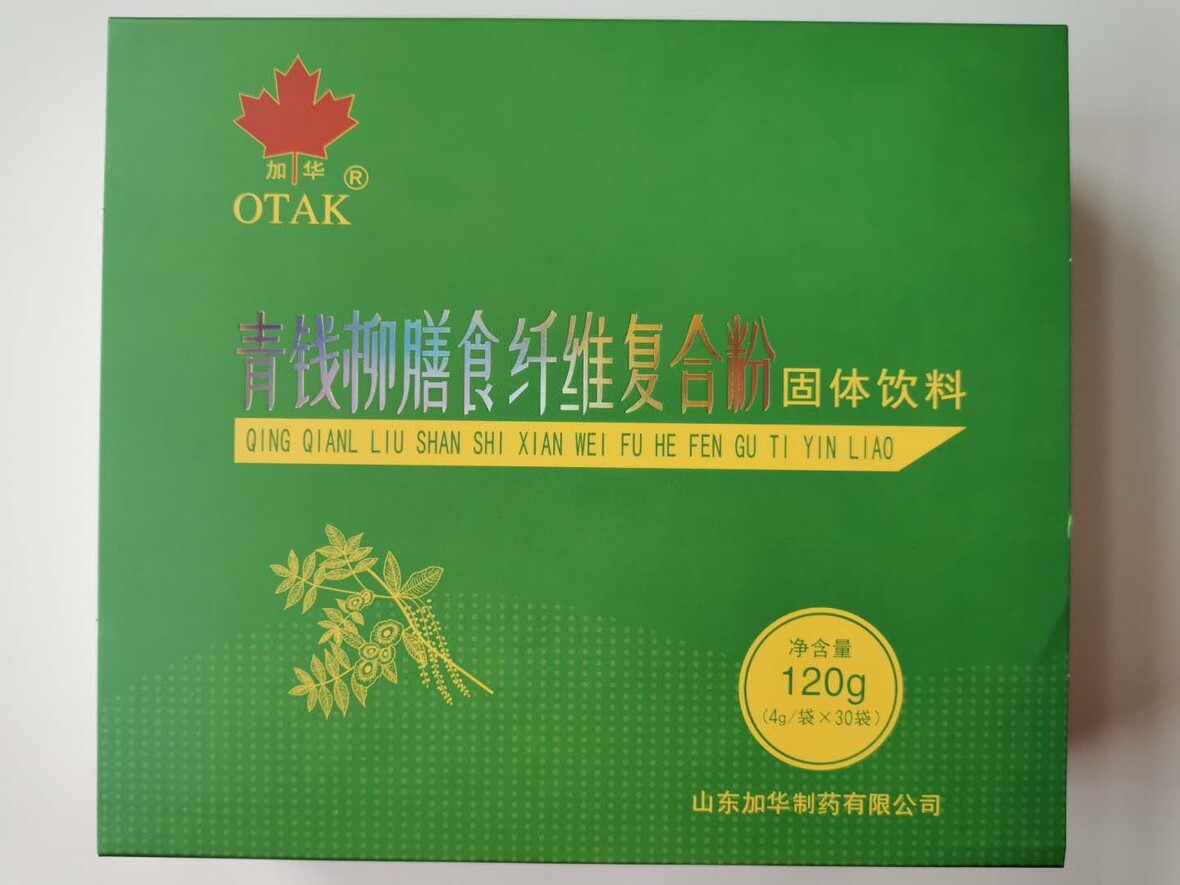 加华®
OTAK
青钱柳膳食纤维复合粉固体饮料
QING QIANL LIU SHAN SHI XIAN WEI FU HE FEN GU TI YIN LIAO
净含量
120g
(4g/袋×30袋)
山东加华制药有限公司